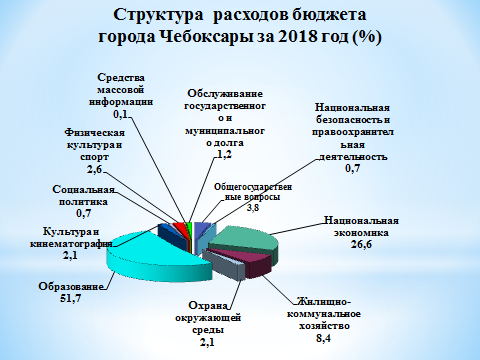 Структура расходов бюджета
города Чебоксары за 2018 год (%)
Средства
массовой
информации
0,1
Обслуживание
государственног
о и
муниципальног
о долга
1,2
Национальная
безопасность и
правоохранител
ьная
деятельность
0,7
Физическая
культура и
спорт
2,6
Общегосударствен
ные вопросы
3,8
Социальная
политика
0,7
Национальная
экономика
26,6
Культура и
кинематография
2,1
Образование
51,7
Охрана
окружающей
среды
2,1
Жилищно-
коммунальное
хозяйство
8,4